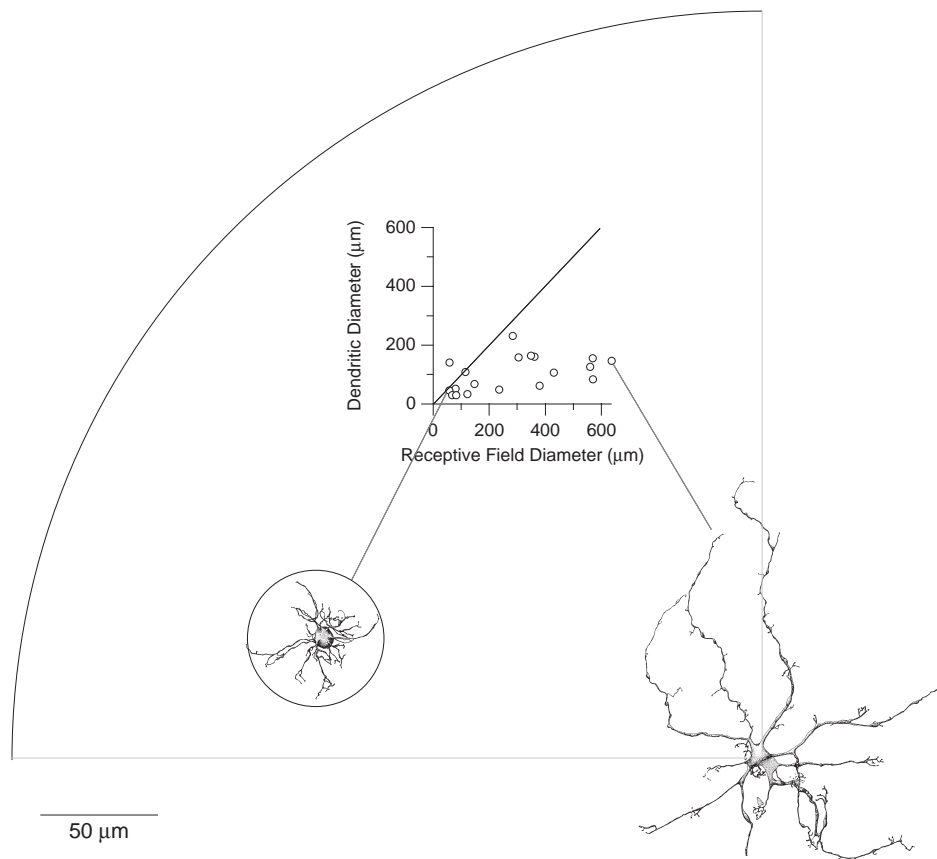 600
400
200
0
Dendritic Diameter (μm)
0 200 400 600
Receptive Field Diameter (μm)
50 μm